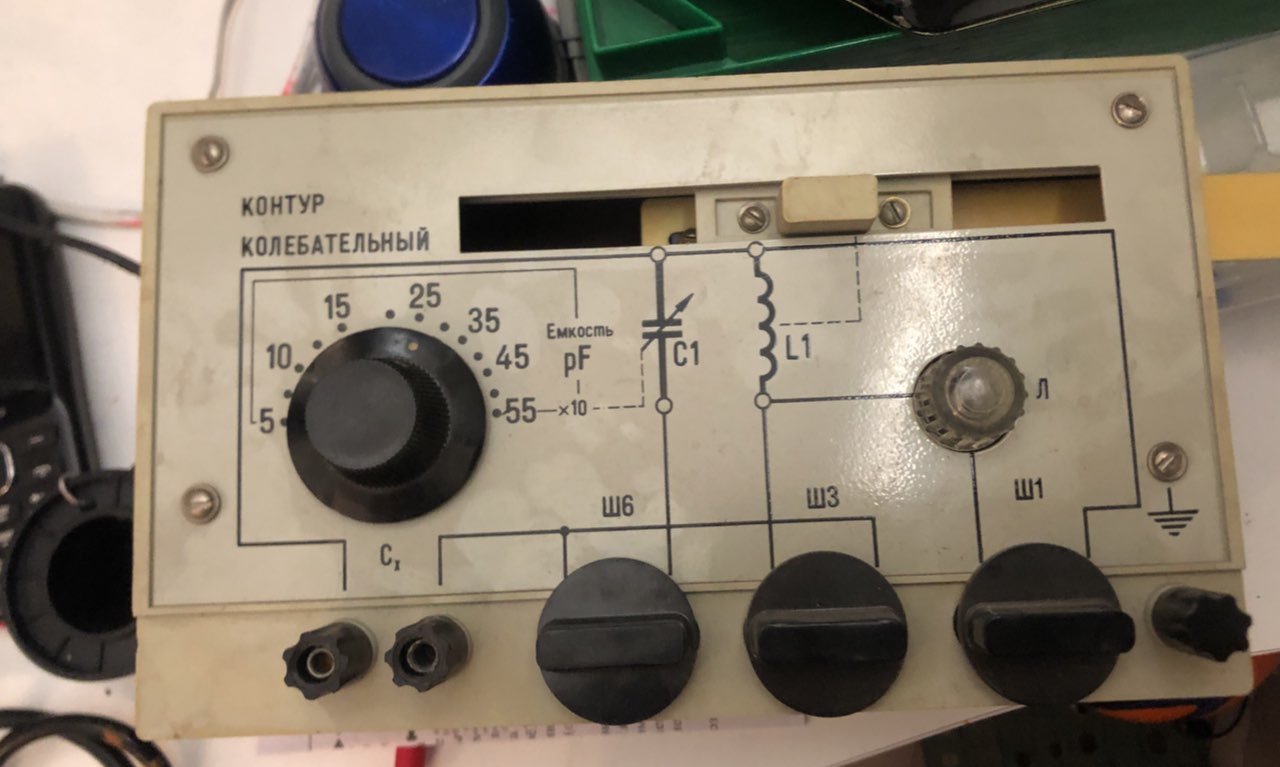 КОНТУР
КОЛЕБАТЕЛЬНЫЙ
5
10
15
25
35
45
55
×10
Емкость
pF
C1
L1
Л
Ш6
Ш3
Ш1
Cx